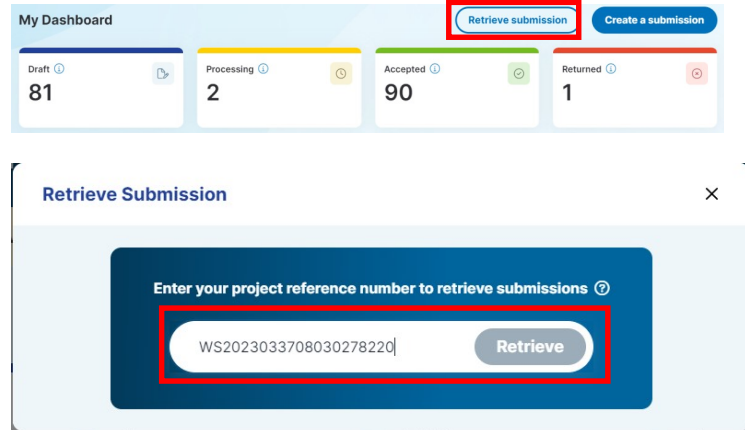 My Dashboard
Retrieve submission
Create a submission
Draft
81
Processing
2
Accepted
90
Returned
1
Retrieve Submission
Enter your project reference number to retrieve submissions
WS2023033708030278220
Retrieve